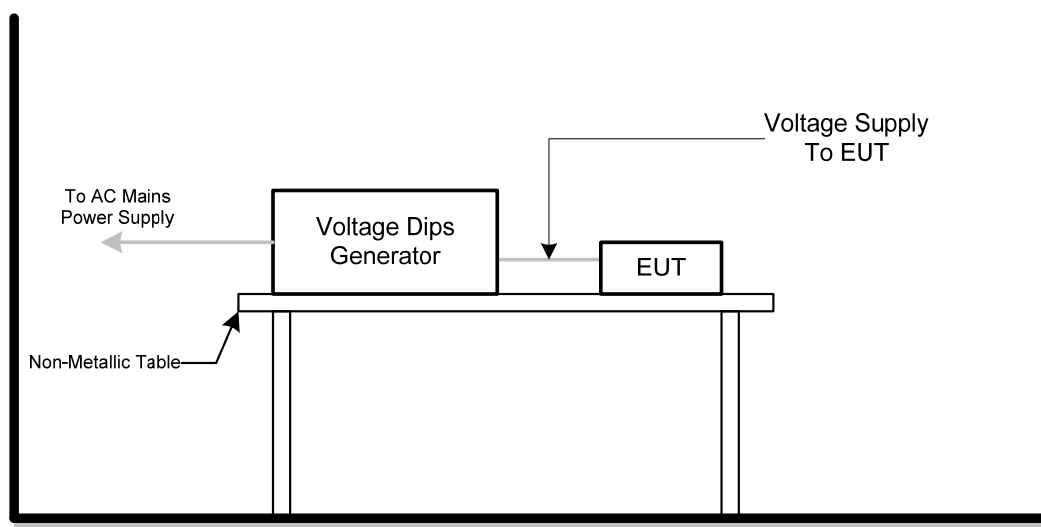 Voltage Supply
To EUT
To AC Mains
Power Supply
Voltage Dips
Generator
EUT
Non-Metallic Table